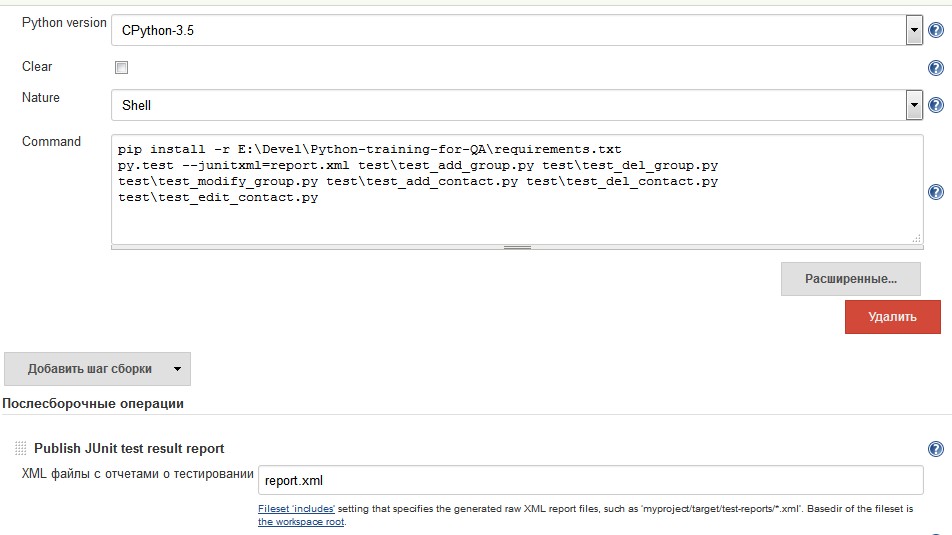 Python version
CPython-3.5
Clear
Nature
Shell
Command
pip install -r E:\Devel\Python-training-for-QA\requirements.txt
py.test --junitxml=report.xml test\test_add_group.py test\test_del_group.py
test\test_modify_group.py test\test_add_contact.py test\test_del_contact.py
test\test_edit_contact.py
Расширенные...
Удалить
Добавить шаг сборки
Послесборочные операции
Publish JUnit test result report
XML файлы с отчетами о тестировании
report.xml
Fileset 'includes' setting that specifies the generated raw XML report files, such as 'myproject/target/test-reports/*.xml'. Basedir of the fileset is
the workspace root.